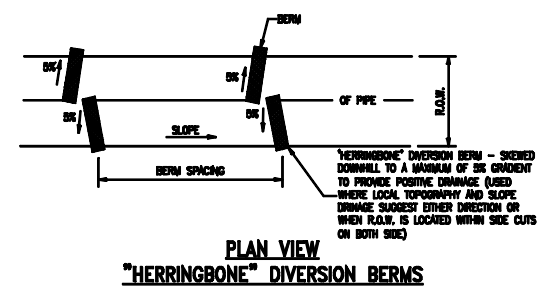 BERM
5%
5%
5%
5%
OF PIPE
R.O.W.
SLOPE
BERM SPACING
"HERRINGBONE" DIVERSION BERM - SKEWED
DOWNHILL TO A MAXIMUM OF 5% GRADIENT
TO PROVIDE POSITIVE DRAINAGE (USED
WHERE LOCAL TOPOGRAPHY AND SLOPE
DRINAGE SUGGEST EITHER DIRECTION OR
WHEN R.O.W. IS LOCATED WITHIN SIDE CUTS
ON BOTH SIDE)
PLAN VIEW
"HERRINGBONE" DIVERSION BERMS